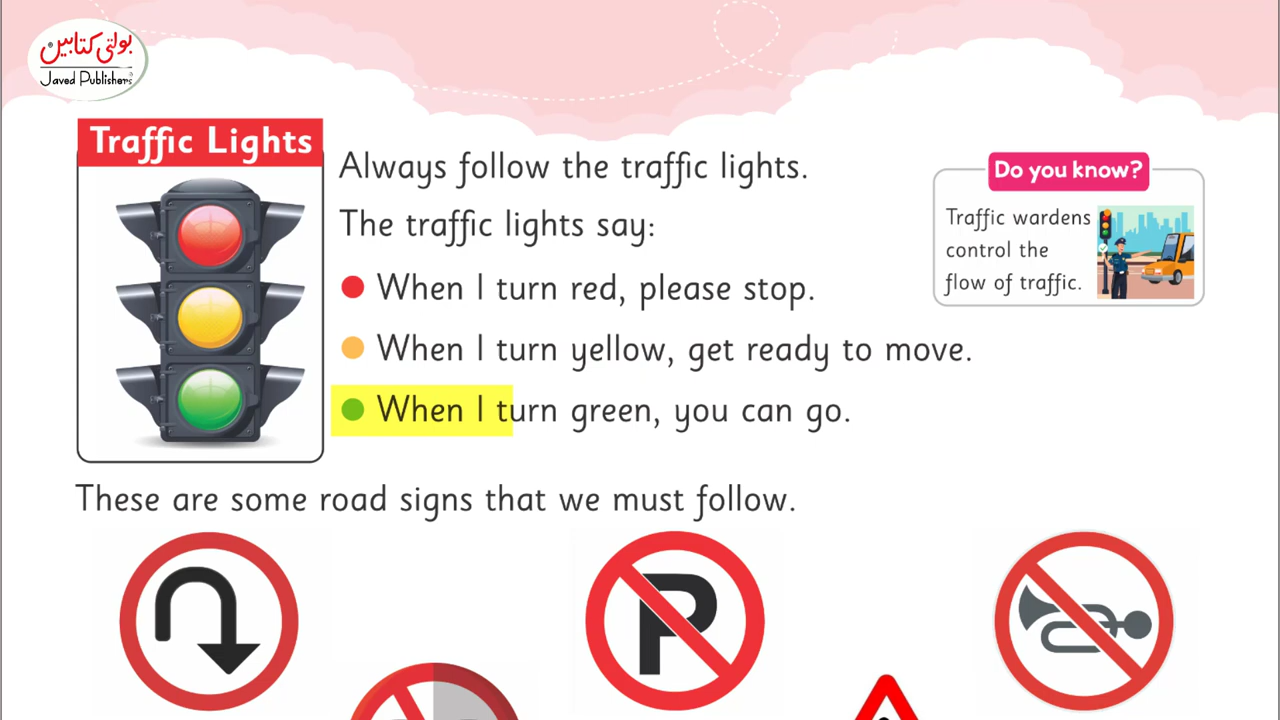 بولتی کتابیں
Javed Publishers
Traffic Lights
Always follow the traffic lights.
The traffic lights say:
When I turn red, please stop.
When I turn yellow, get ready to move.
When I turn green, you can go.
Do you know?
Traffic wardens
control the
flow of traffic.
These are some road signs that we must follow.
P